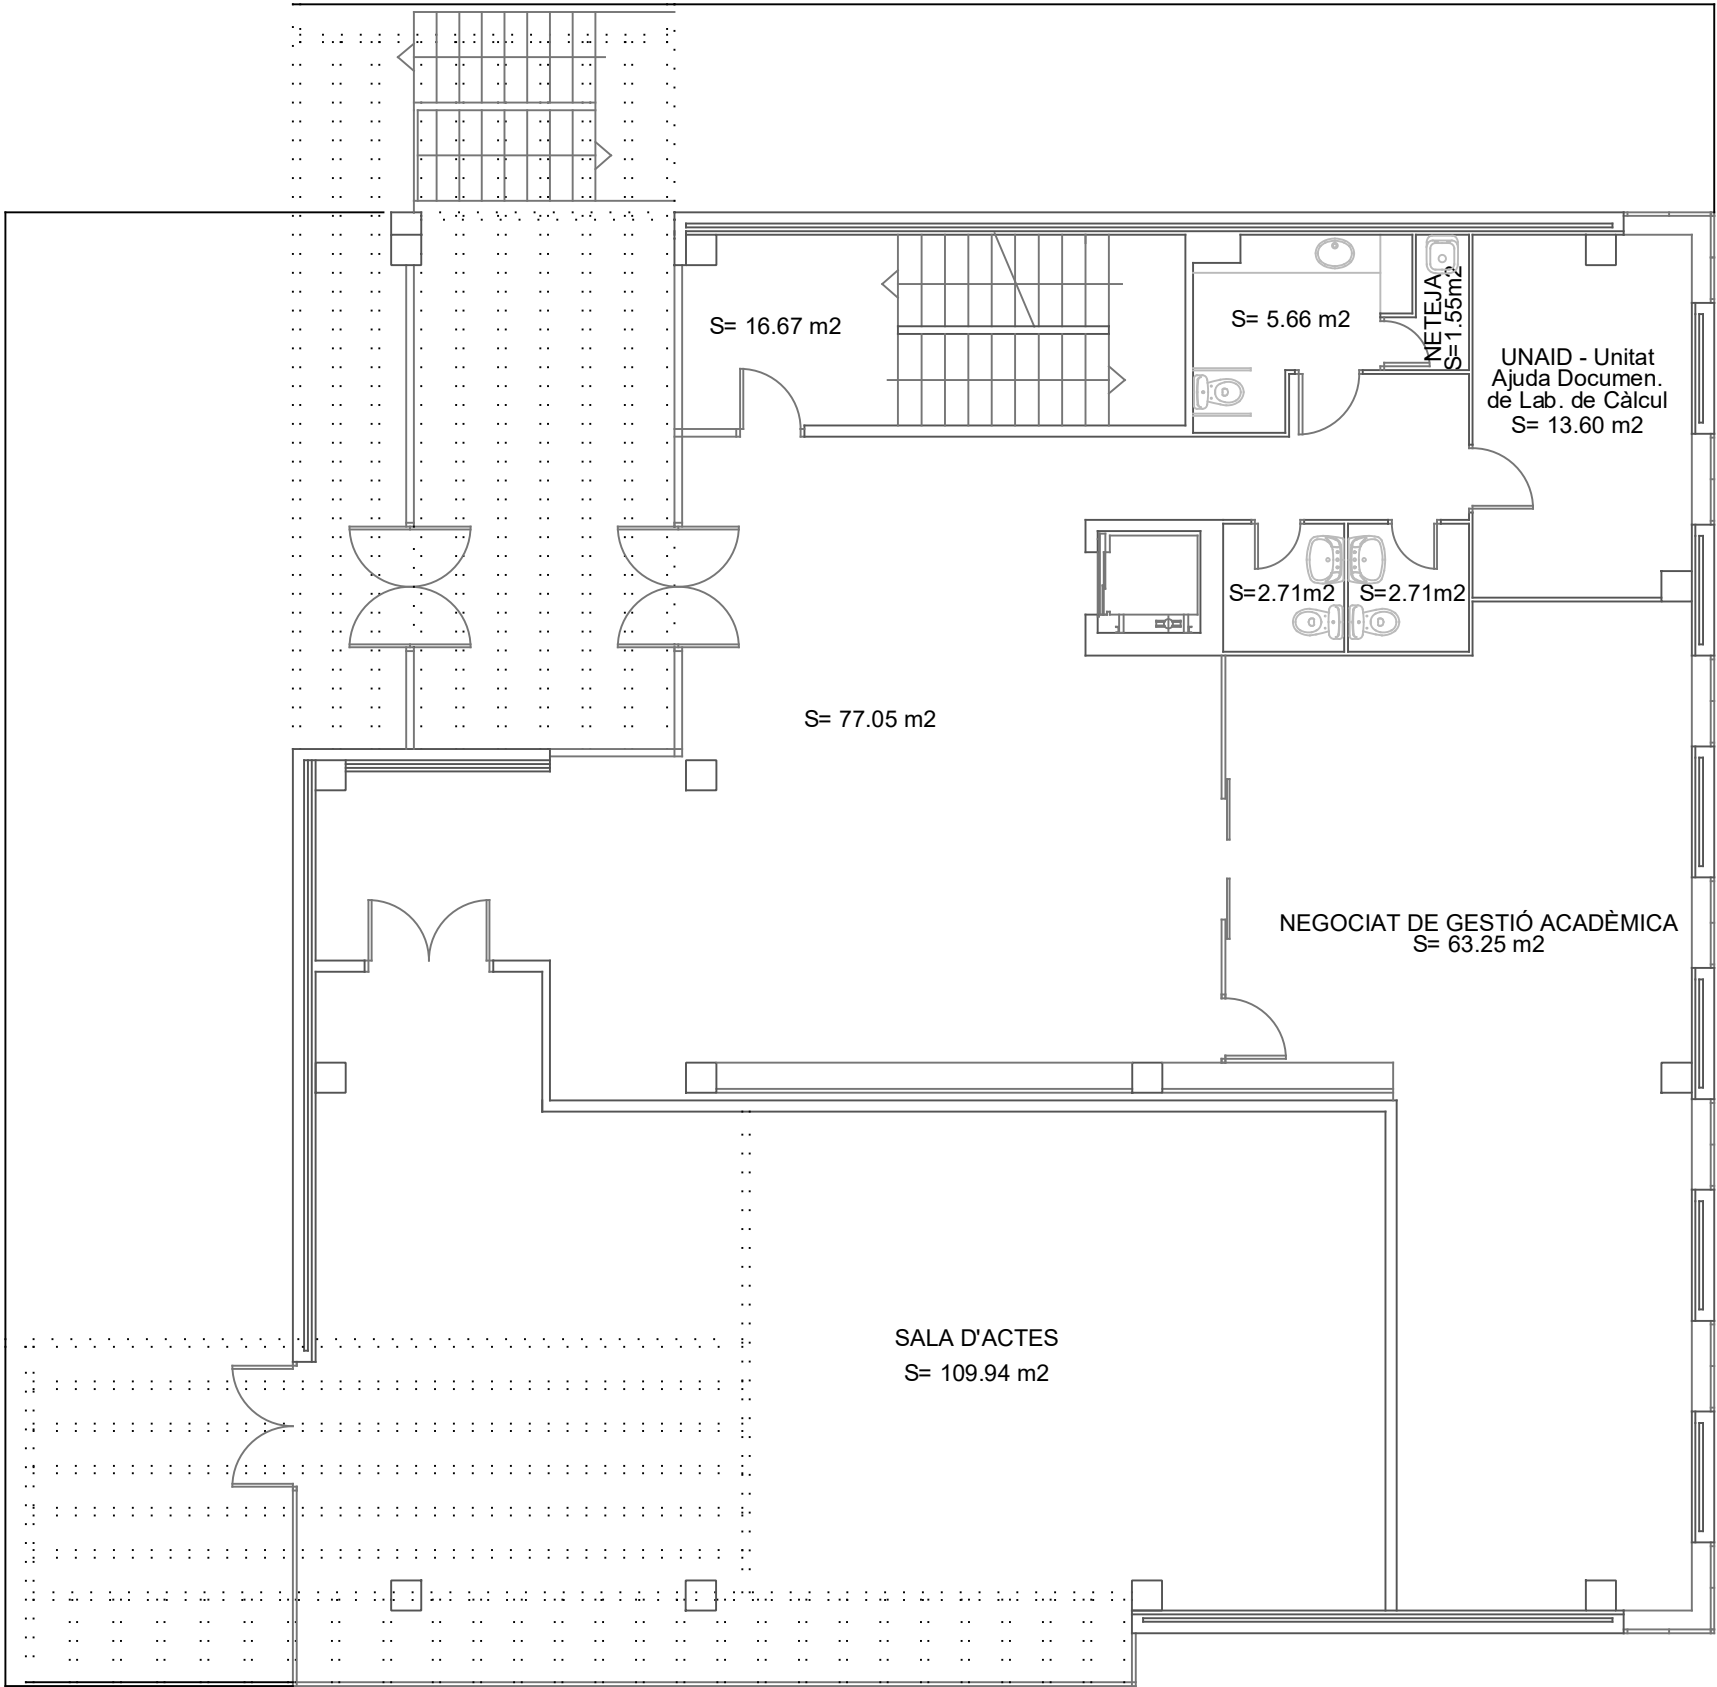 S= 16.67 m2
S= 5.66 m2
NETEJA
S=1.55m2
UNAID - Unitat
Ajuda Documen.
de Lab. de Càlcul
S= 13.60 m2
S=2.71m2
S=2.71m2
S= 77.05 m2
NEGOCIAT DE GESTIÓ ACADÈMICA
S= 63.25 m2
SALA D'ACTES
S= 109.94 m2